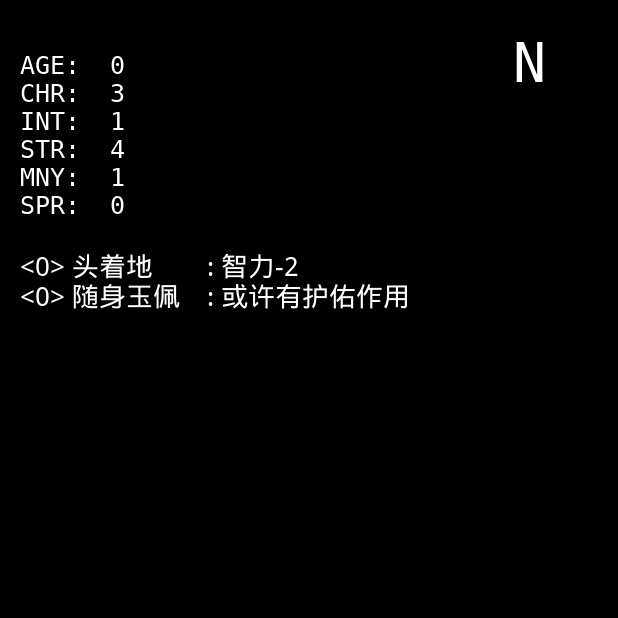 N
AGE: 0
CHR: 3
INT: 1
STR: 4
MNY: 1
SPR: 0
<O> 头着地 : 智力-2
<O> 随身玉佩 : 或许有护佑作用